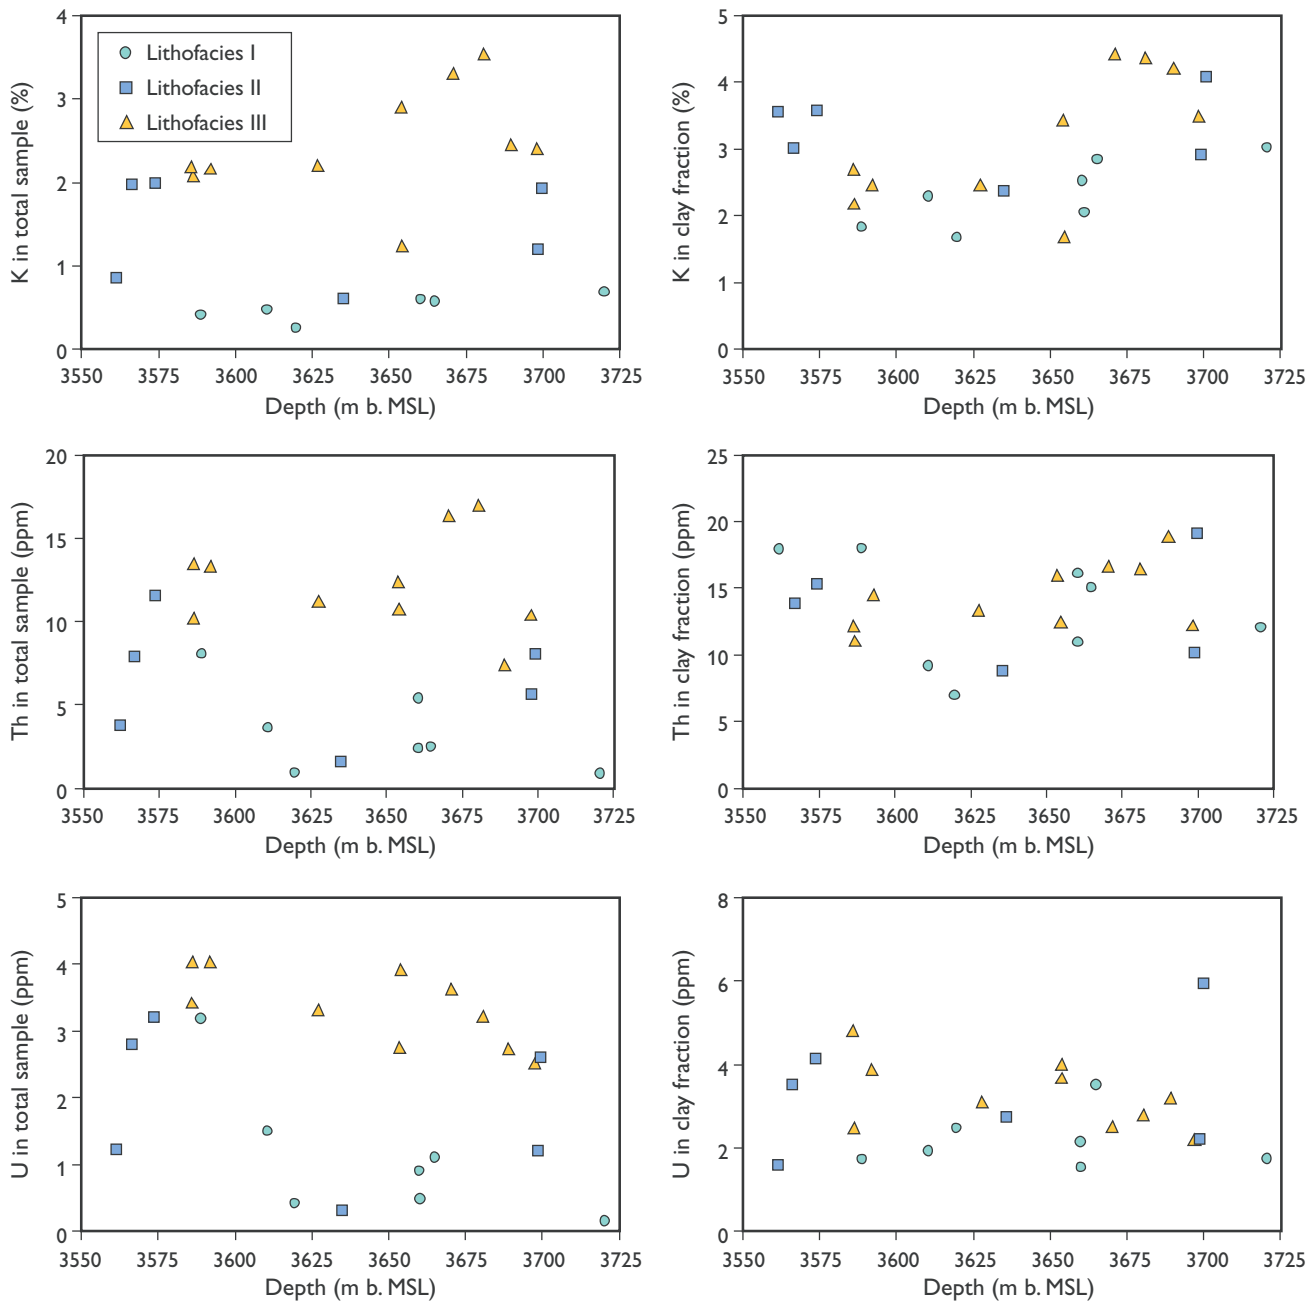 K in total sample (%)
4
3
2
1
0
Lithofacies I
Lithofacies II
Lithofacies III
3550 3575 3600 3625 3650 3675 3700 3725
Depth (m b. MSL)
K in clay fraction (%)
5
4
3
2
1
0
3550 3575 3600 3625 3650 3675 3700 3725
Depth (m b. MSL)
Th in total sample (ppm)
20
15
10
5
0
3550 3575 3600 3625 3650 3675 3700 3725
Depth (m b. MSL)
Th in clay fraction (ppm)
25
20
15
10
5
0
3550 3575 3600 3625 3650 3675 3700 3725
Depth (m b. MSL)
U in total sample (ppm)
5
4
3
2
1
0
3550 3575 3600 3625 3650 3675 3700 3725
Depth (m b. MSL)
U in clay fraction (ppm)
8
6
4
2
0
3550 3575 3600 3625 3650 3675 3700 3725
Depth (m b. MSL)